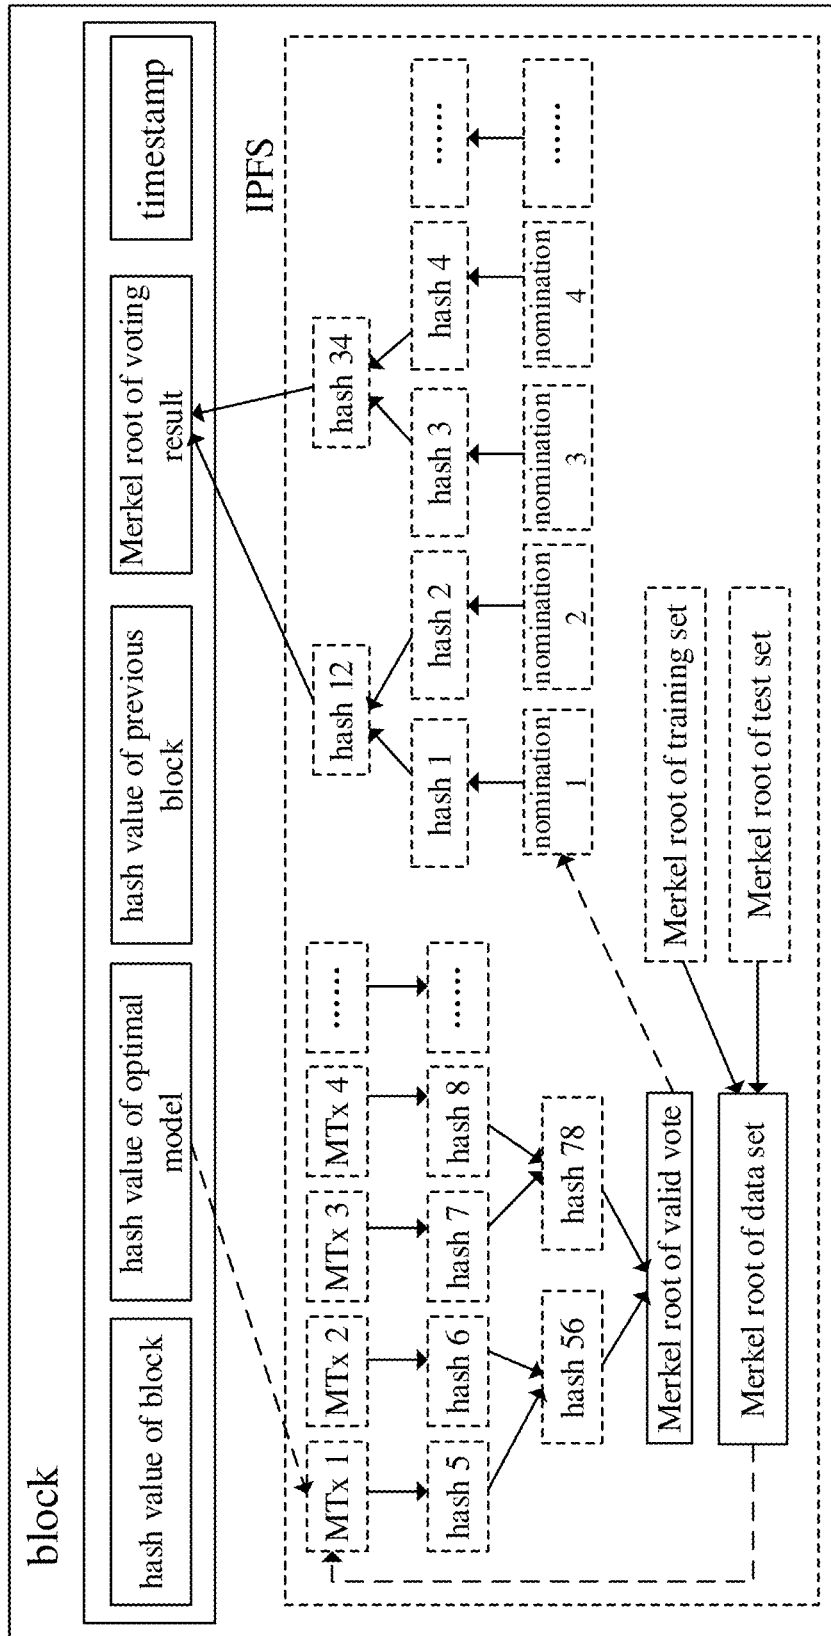 block
hash value of block
hash value of optimal
model
hash value of previous
block
Merkel root of voting
result
timestamp
IPFS
MTx 1
MTx 2
MTx 3
MTx 4
......
hash 5
hash 6
hash 7
hash 8
......
hash 56
hash 78
Merkel root of valid vote
Merkel root of data set
hash 12
hash 34
hash 1
hash 2
hash 3
hash 4
......
nomination
1
nomination
2
nomination
3
nomination
4
......
Merkel root of training set
Merkel root of test set